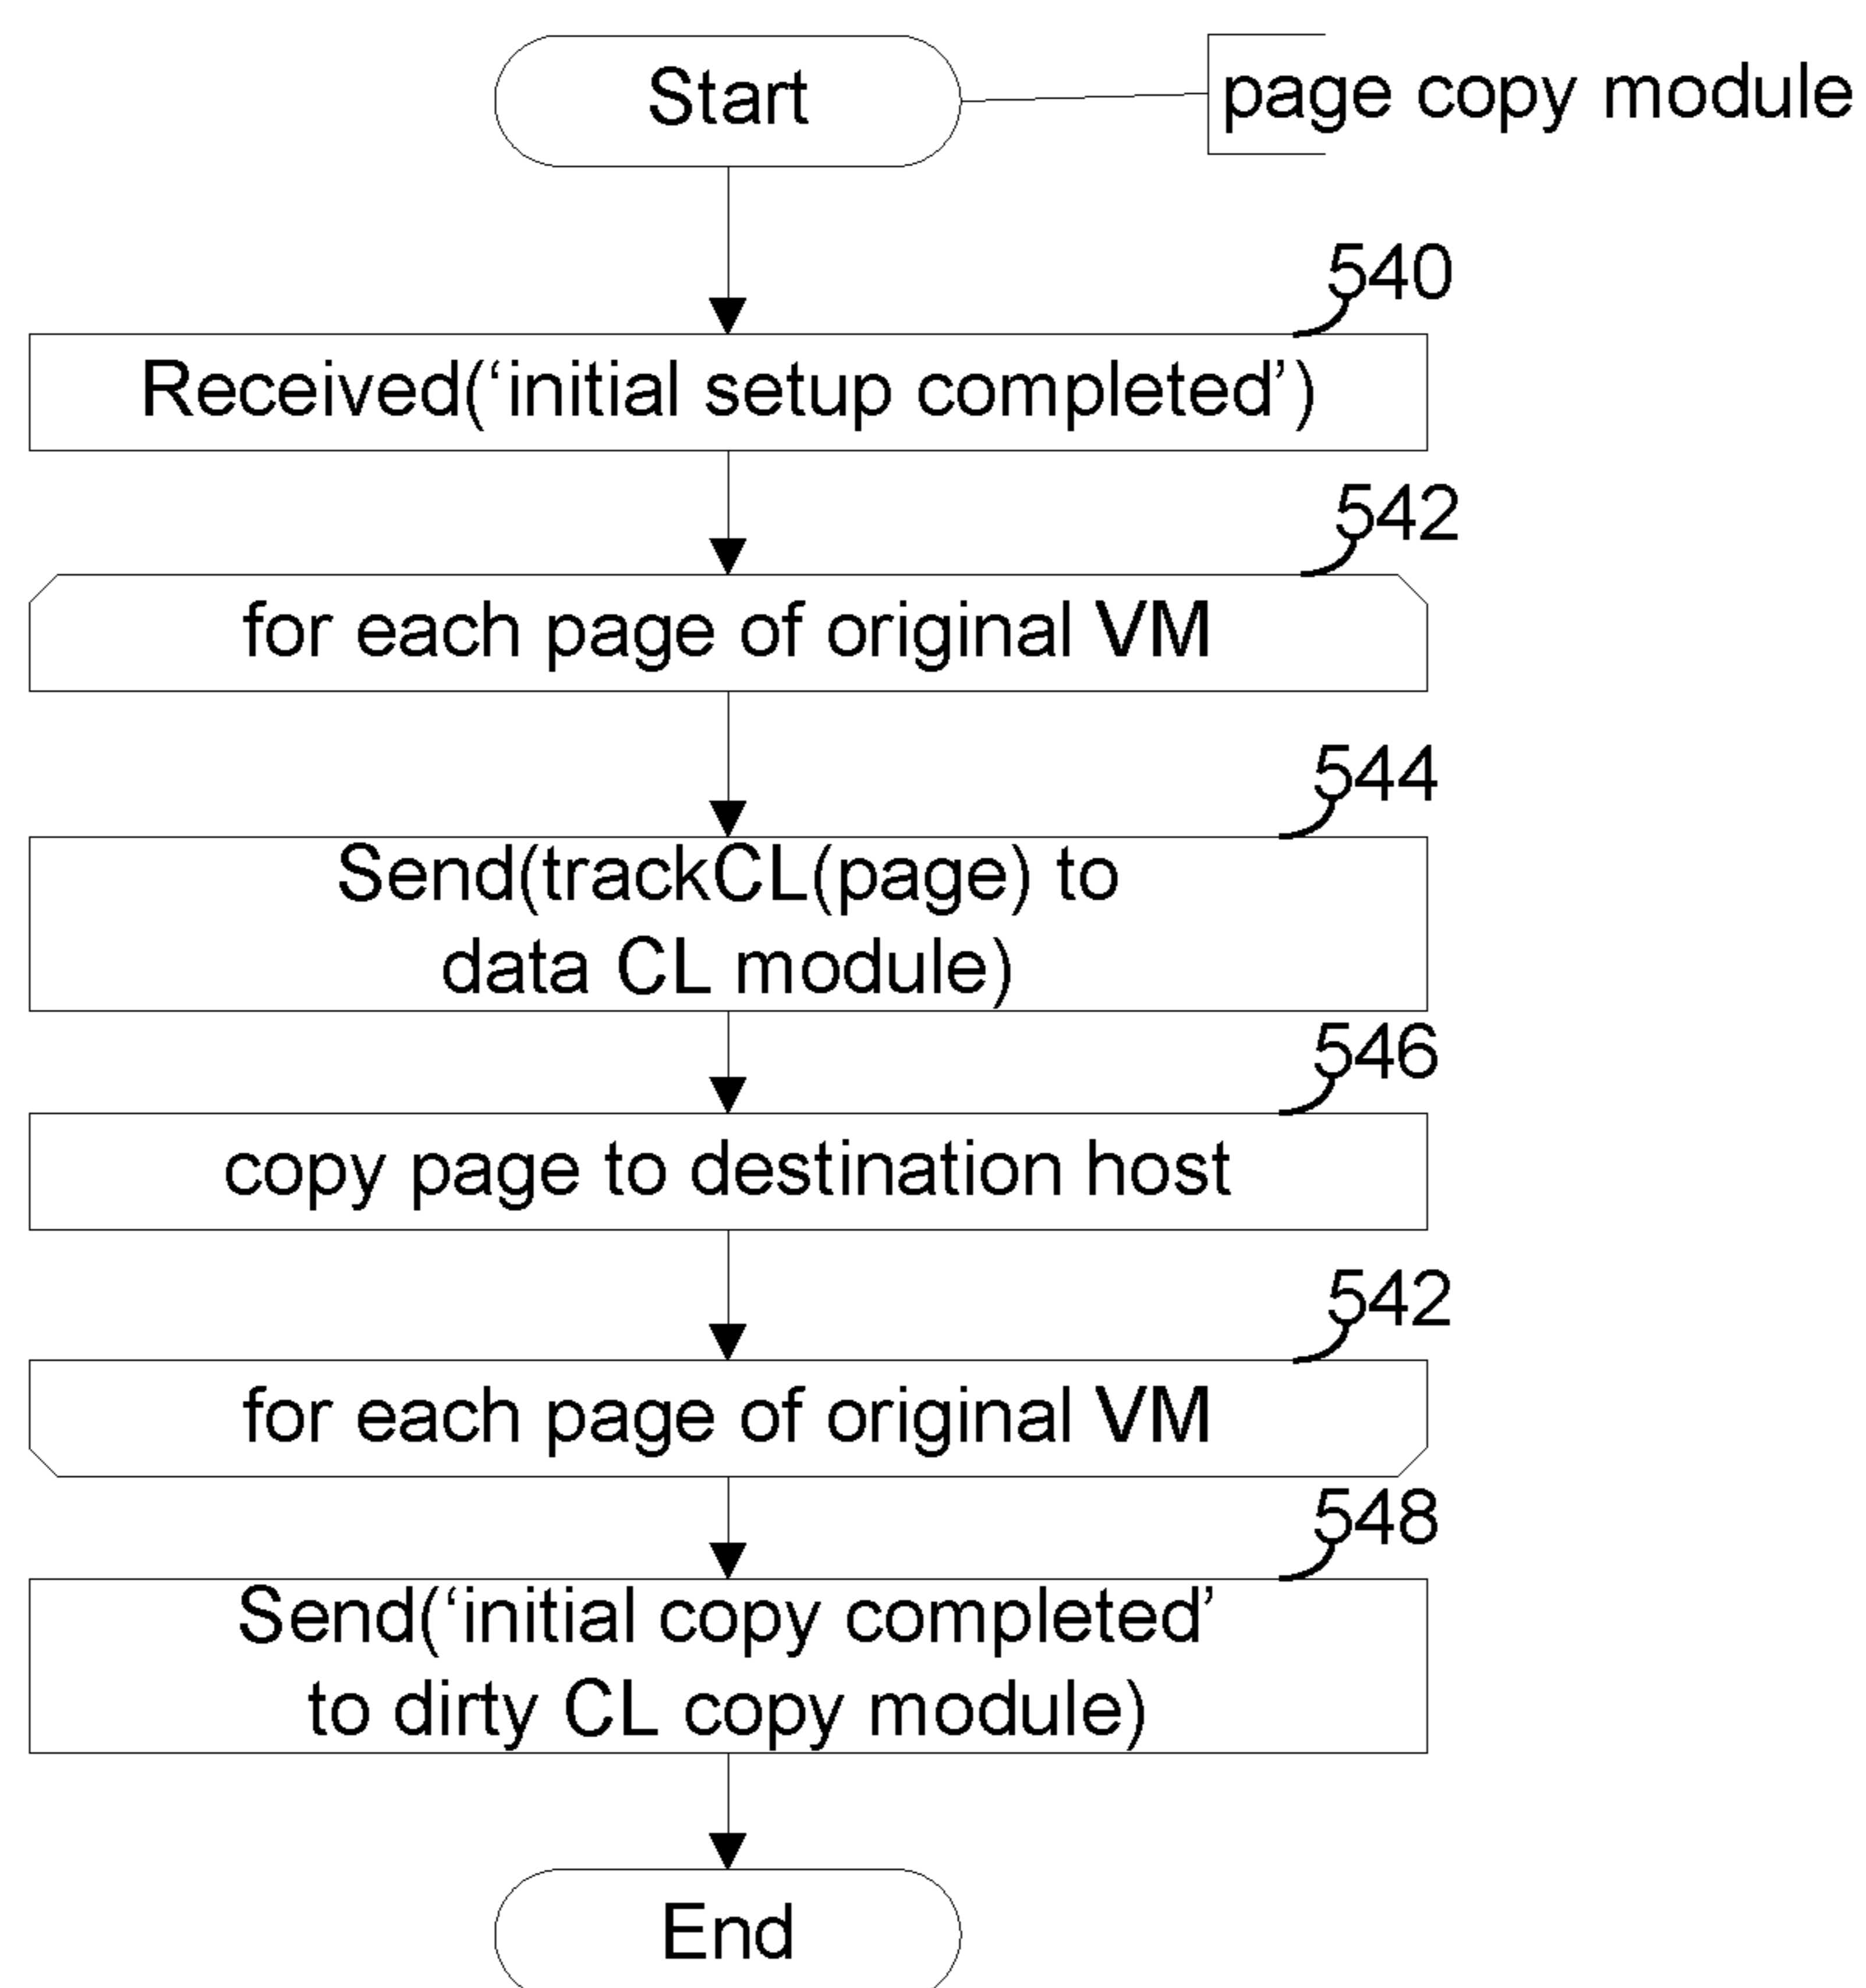 Start
page copy module
540
Received(‘initial setup completed’)
542
for each page of original VM
544
Send(trackCL(page) to
data CL module)
546
copy page to destination host
542
for each page of original VM
548
Send(‘initial copy completed’
to dirty CL copy module)
End